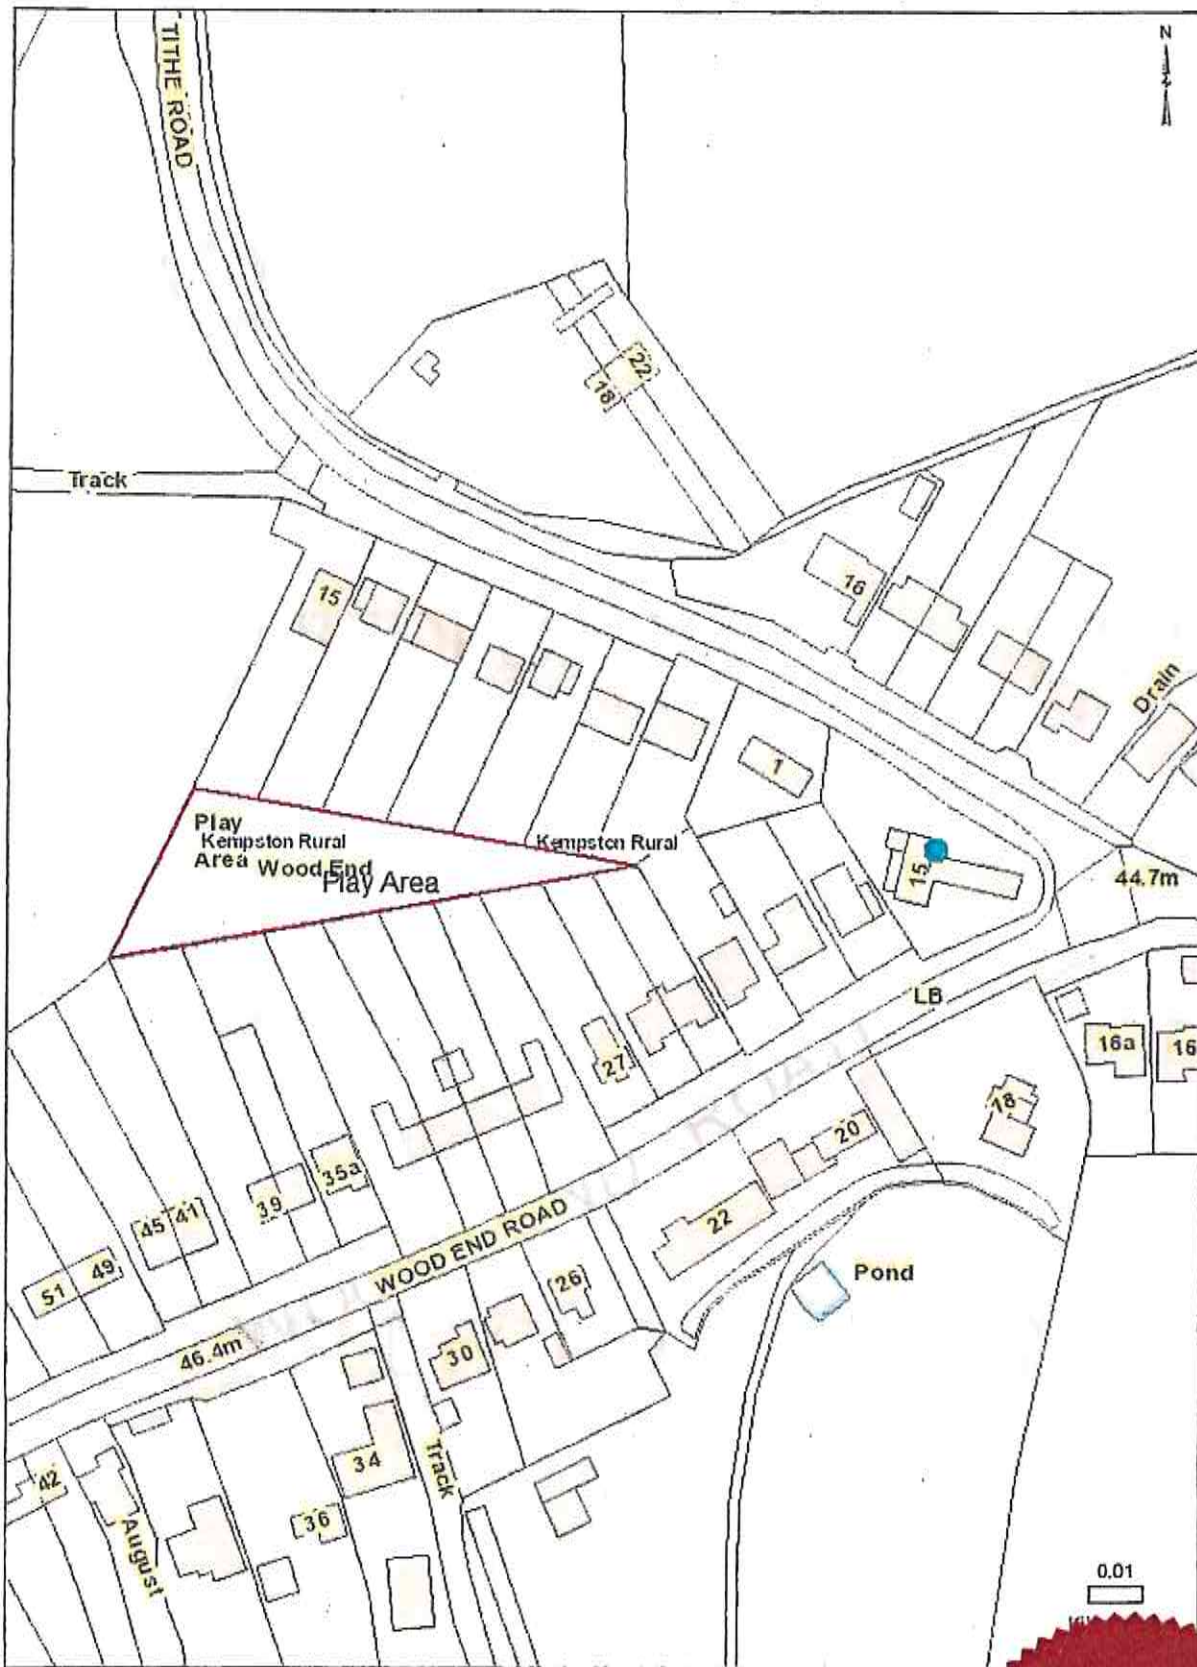 N
TITHE ROAD
22
18
Track
16
15
Drain
1
Play
Kempston Rural
Kempston Rural
Area
Wood End
Play Area
15
44.7m
LB
16a
16
27
18
20
35a
39
22
41
45
WOOD END ROAD
49
51
Pond
26
46.4m
30
34
Track
42
36
August
0.01